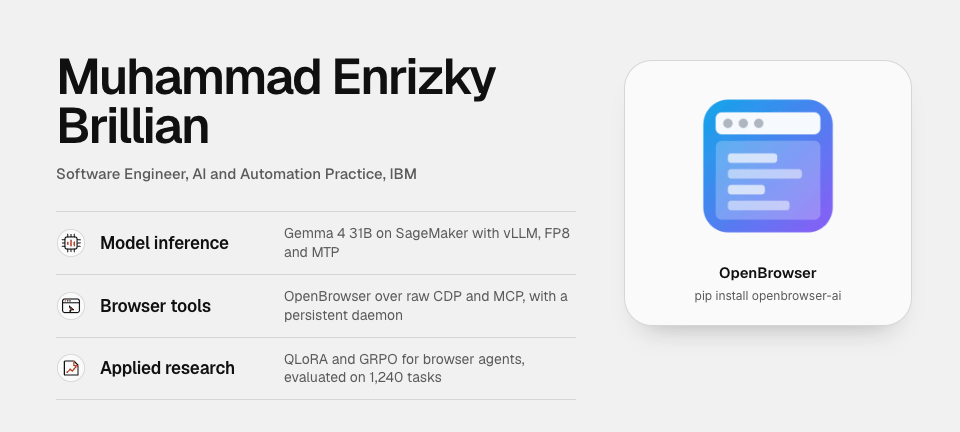 Muhammad Enrizky
Brillian
Software Engineer, AI and Automation Practice, IBM
Model inference
Gemma 4 31B on SageMaker with vLLM, FP8
and MTP
Browser tools
OpenBrowser over raw CDP and MCP, with a
persistent daemon
Applied research
QLoRA and GRPO for browser agents,
evaluated on 1,240 tasks
OpenBrowser
pip install openbrowser-ai